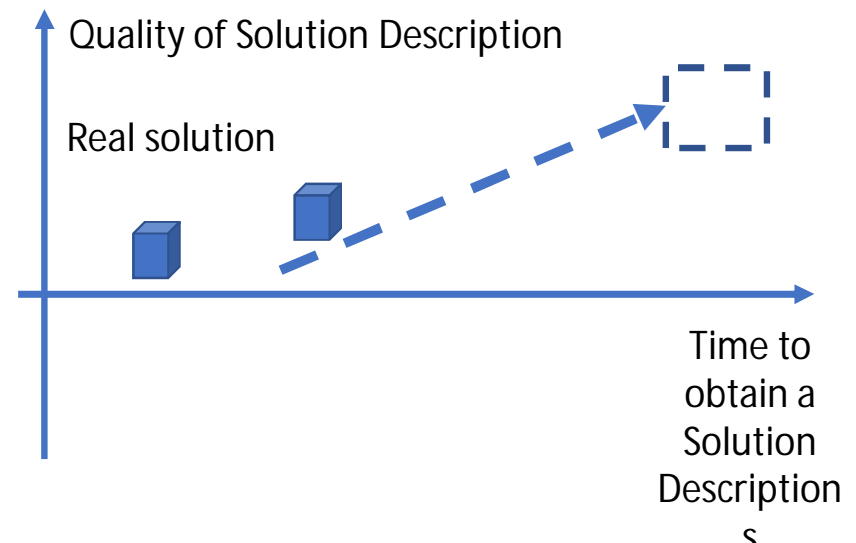 Quality of Solution Description
Real solution
Time to
obtain a
Solution
Description
s